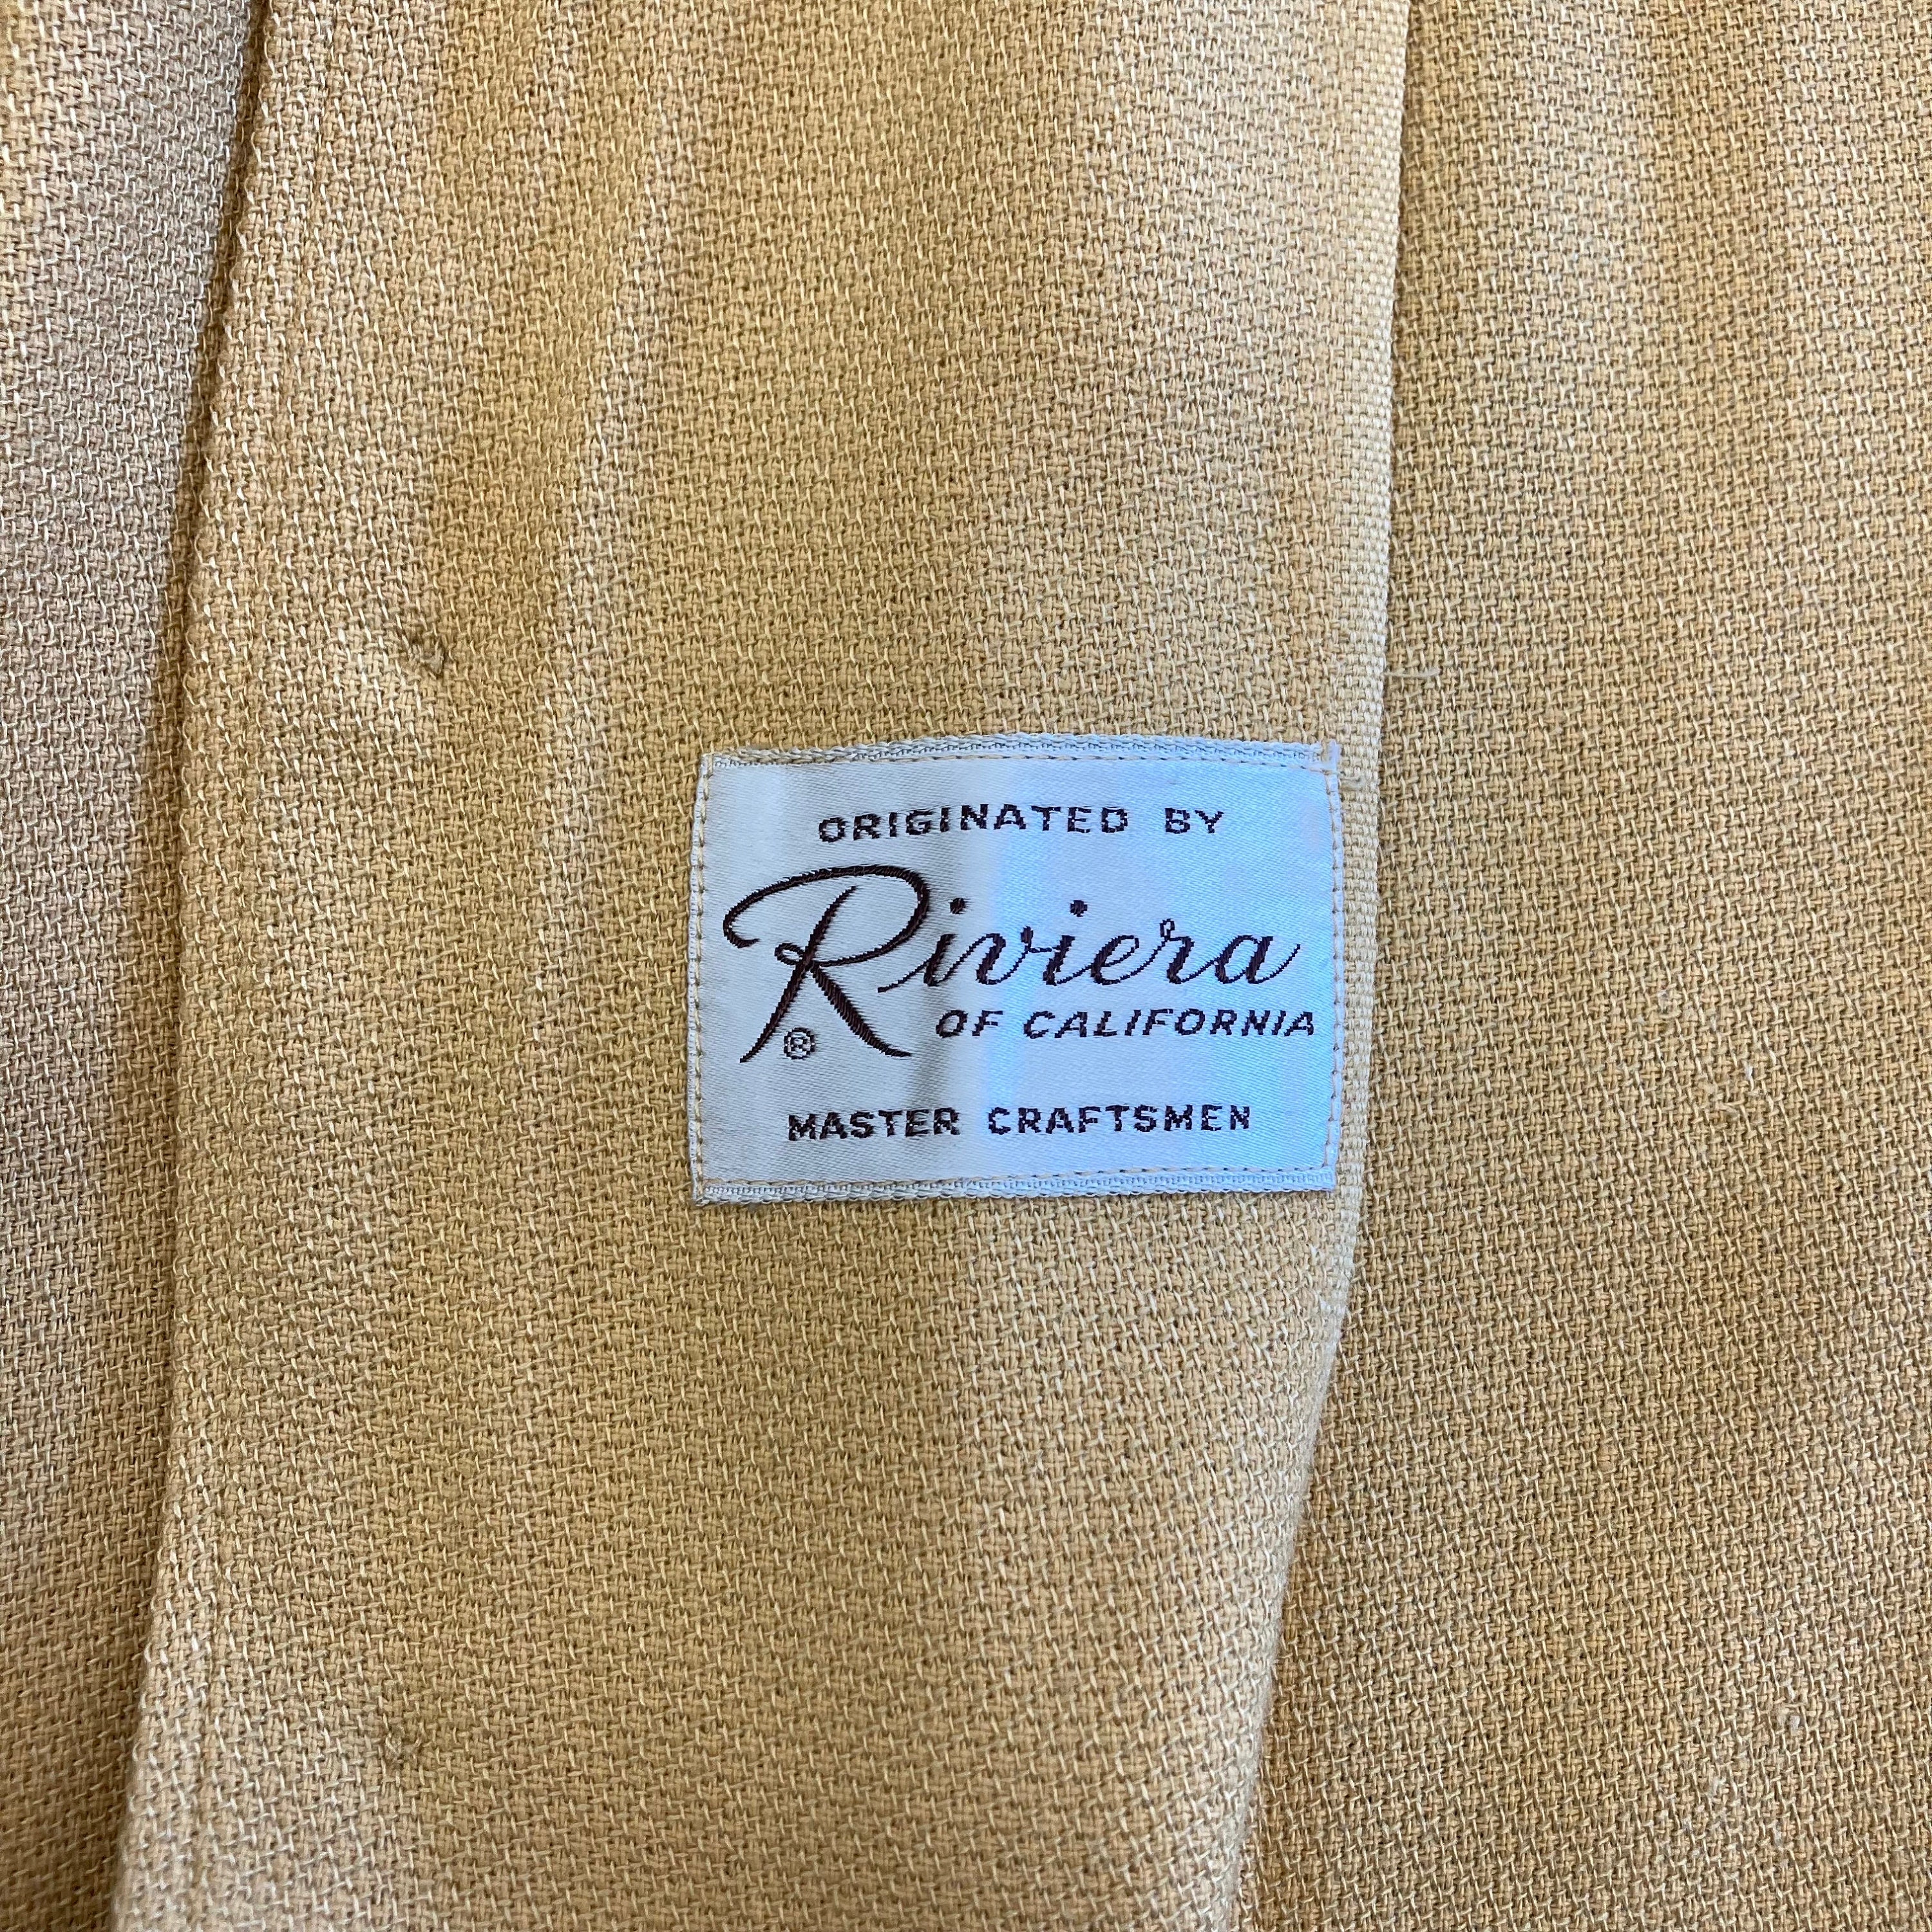 ORIGINATED BY
Riviera
® OF CALIFORNIA
MASTER CRAFTSMEN